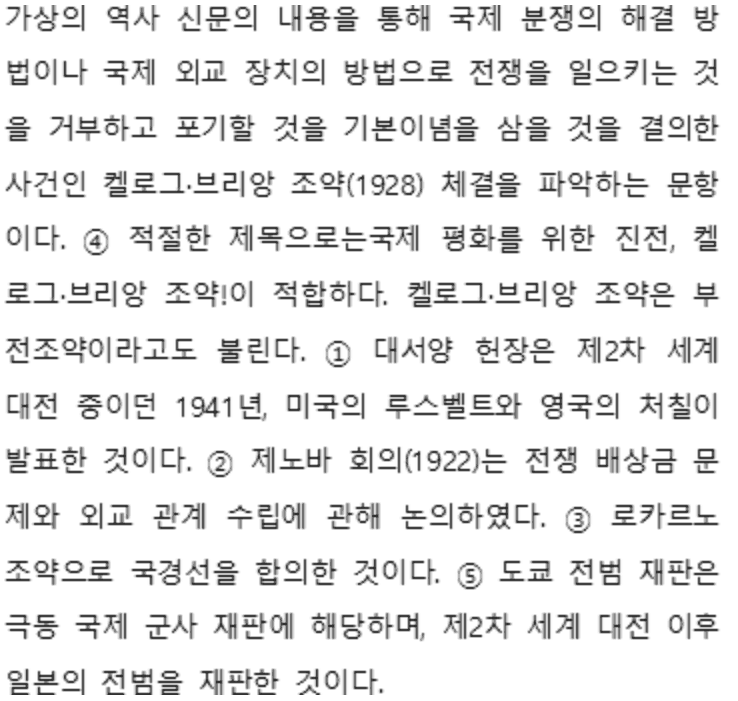 가상의 역사 신문의 내용을 통해 국제 분쟁의 해결 방
법이나 국제 외교 장치의 방법으로 전쟁을 일으키는 것
을 거부하고 포기할 것을 기본이념을 삼을 것을 결의한
사건인 켈로그·브리앙 조약(1928) 체결을 파악하는 문항
이다. ④ 적절한 제목으로는국제 평화를 위한 진전, 켈
로그·브리앙 조약!이 적합하다. 켈로그·브리앙 조약은 부
전조약이라고도 불린다. ① 대서양 헌장은 제2차 세계
대전 중이던 1941년, 미국의 루스벨트와 영국의 처칠이
발표한 것이다. ② 제노바 회의(1922)는 전쟁 배상금 문
제와 외교 관계 수립에 관해 논의하였다. ③ 로카르노
조약으로 국경선을 합의한 것이다. ⑤ 도쿄 전범 재판은
극동 국제 군사 재판에 해당하며, 제2차 세계 대전 이후
일본의 전범을 재판한 것이다.